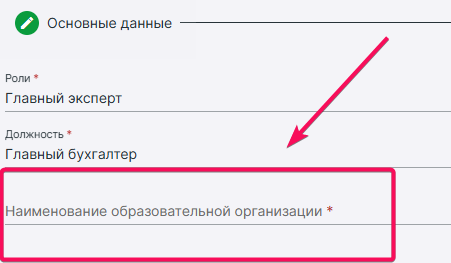 Основные данные
Роли *
Главный эксперт
Должность *
Главный бухгалтер
Наименование образовательной организации *